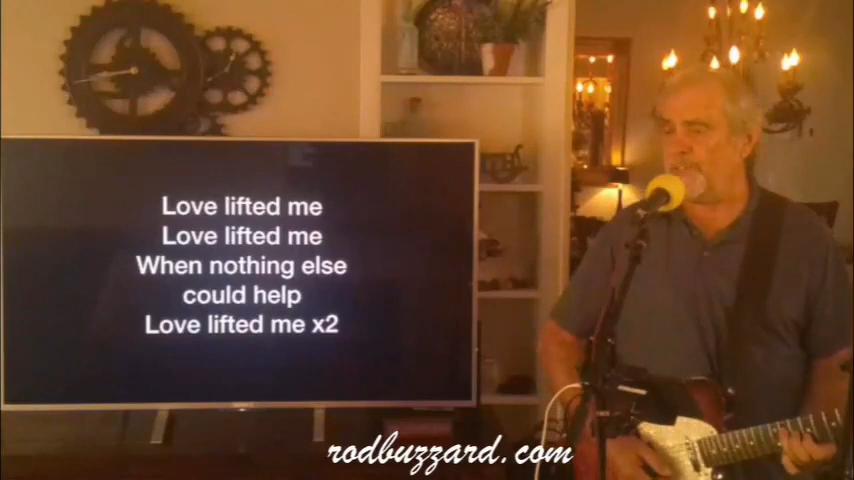 Love lifted me
Love lifted me
When nothing else
could help
Love lifted me x2
rodbuzzard.com